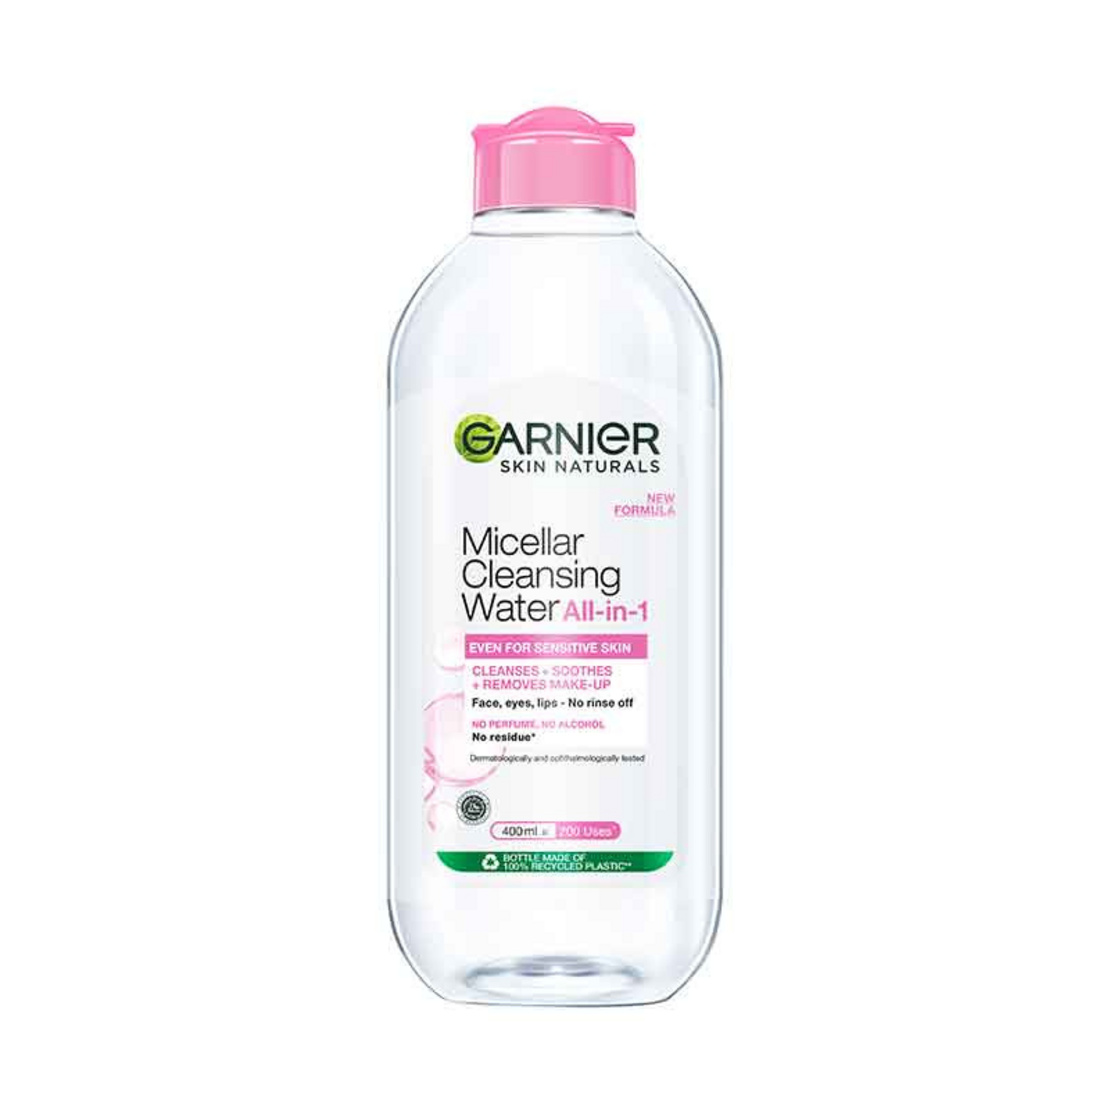 GARNIER
SKIN NATURALS
NEW
FORMULA
Micellar
Cleansing
Water All-in-1
EVEN FOR SENSITIVE SKIN
CLEANSES + SOOTHES
+ REMOVES MAKE-UP
Face, eyes, lips - No rinse off
NO PERFUME, NO ALCOHOL
No residue*
Dermatologically and ophthalmologically tested
400ml e 200 Uses*
BOTTLE MADE OF
100% RECYCLED PLASTIC**